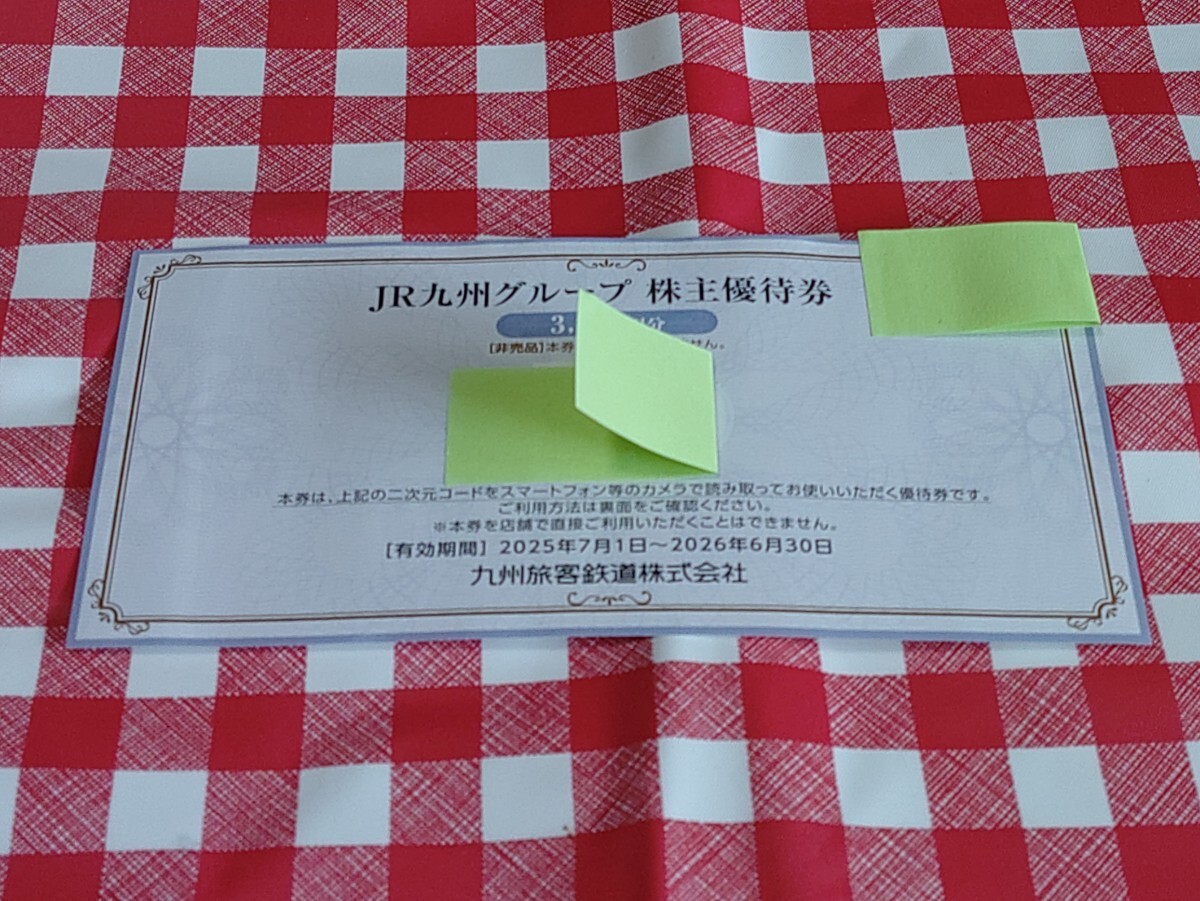 JR九州グループ 株主優待券
3, 分
[非売品]本券 せん。
本券は、上記の二次元コードをスマートフォン等のカメラで読み取ってお使いいただく優待券です。
ご利用方法は裏面をご確認ください。
※本券を店舗で直接ご利用いただくことはできません。
[有効期間] 2025年7月1日～2026年6月30日
九州旅客鉄道株式会社